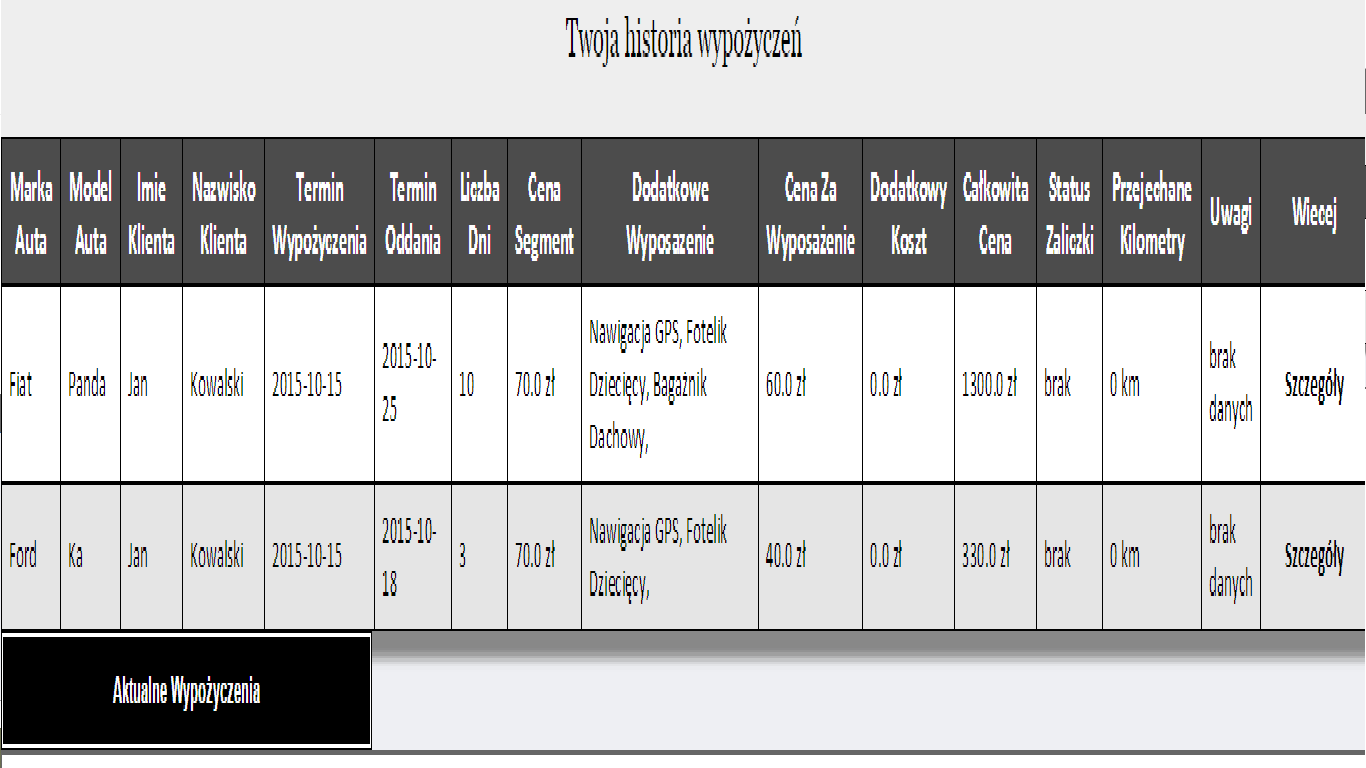 Twoja historia wypożyczeń
Marka Auta Model Auta Imie Klienta Nazwisko Klienta Termin Wypożyczenia Termin Oddania Liczba Dni Cena Segment Dodatkowe Wyposazenie Cena Za Wyposażenie Dodatkowy Koszt Całkowita Cena Status Zaliczki Przejechane Kilometry Uwagi Wiecej
Fiat Panda Jan Kowalski 2015-10-15 2015-10-25 10 70.0 zł Nawigacja GPS, Fotelik Dziecięcy, Bagażnik Dachowy, 60.0 zł 0.0 zł 1300.0 zł brak 0 km brak danych Szczegóły
Ford Ka Jan Kowalski 2015-10-15 2015-10-18 3 70.0 zł Nawigacja GPS, Fotelik Dziecięcy, 40.0 zł 0.0 zł 330.0 zł brak 0 km brak danych Szczegóły
Aktualne Wypożyczenia